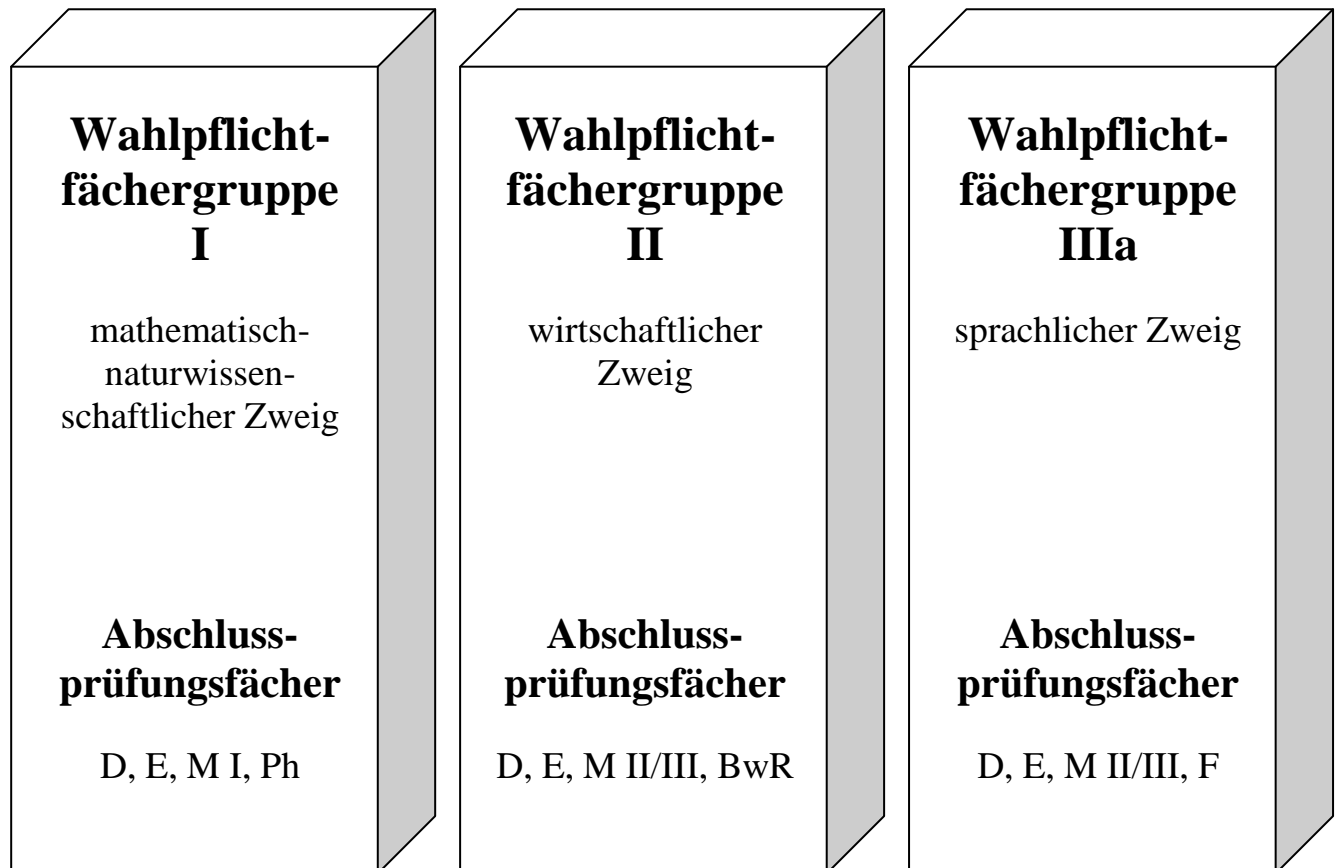 Wahlpflicht-
fächergruppe
I
mathematisch-
naturwissen-
schaftlicher Zweig
Abschluss-
prüfungsfächer
D, E, M I, Ph
Wahlpflicht-
fächergruppe
II
wirtschaftlicher
Zweig
Abschluss-
prüfungsfächer
D, E, M II/III, BwR
Wahlpflicht-
fächergruppe
IIIa
sprachlicher Zweig
Abschluss-
prüfungsfächer
D, E, M II/III, F